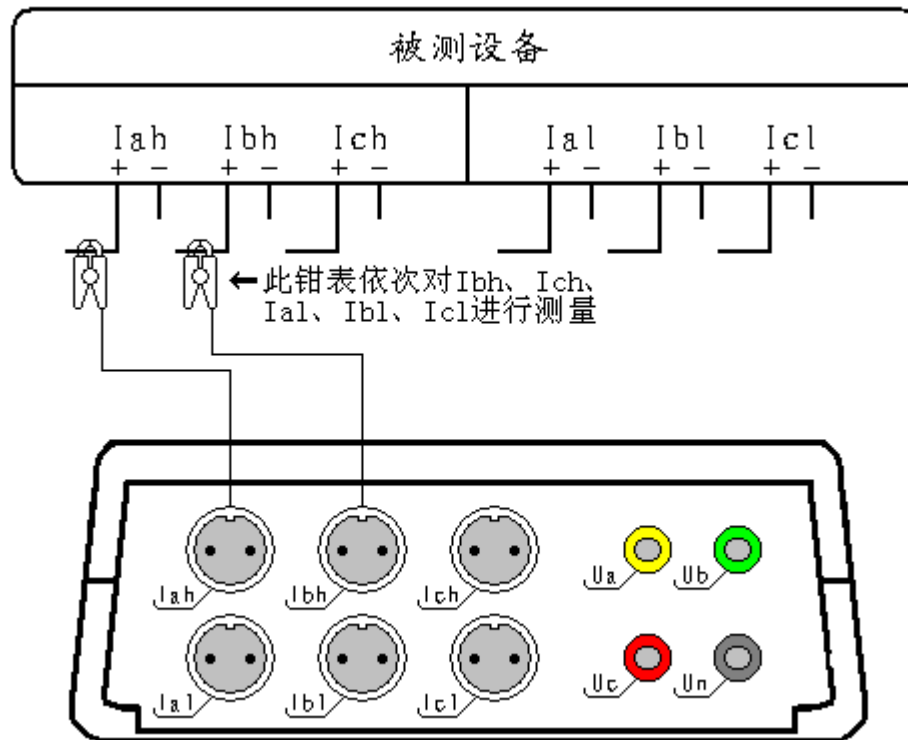 被测设备
Iah Ibh Ich Ial Ibl Icl
+ − + − + − + − + − + −
←此钳表依次对Ibh、Ich、
Ial、Ibl、Icl进行测量
Iah Ibh Ich Ua Ub
Ial Ibl Icl Uc Un